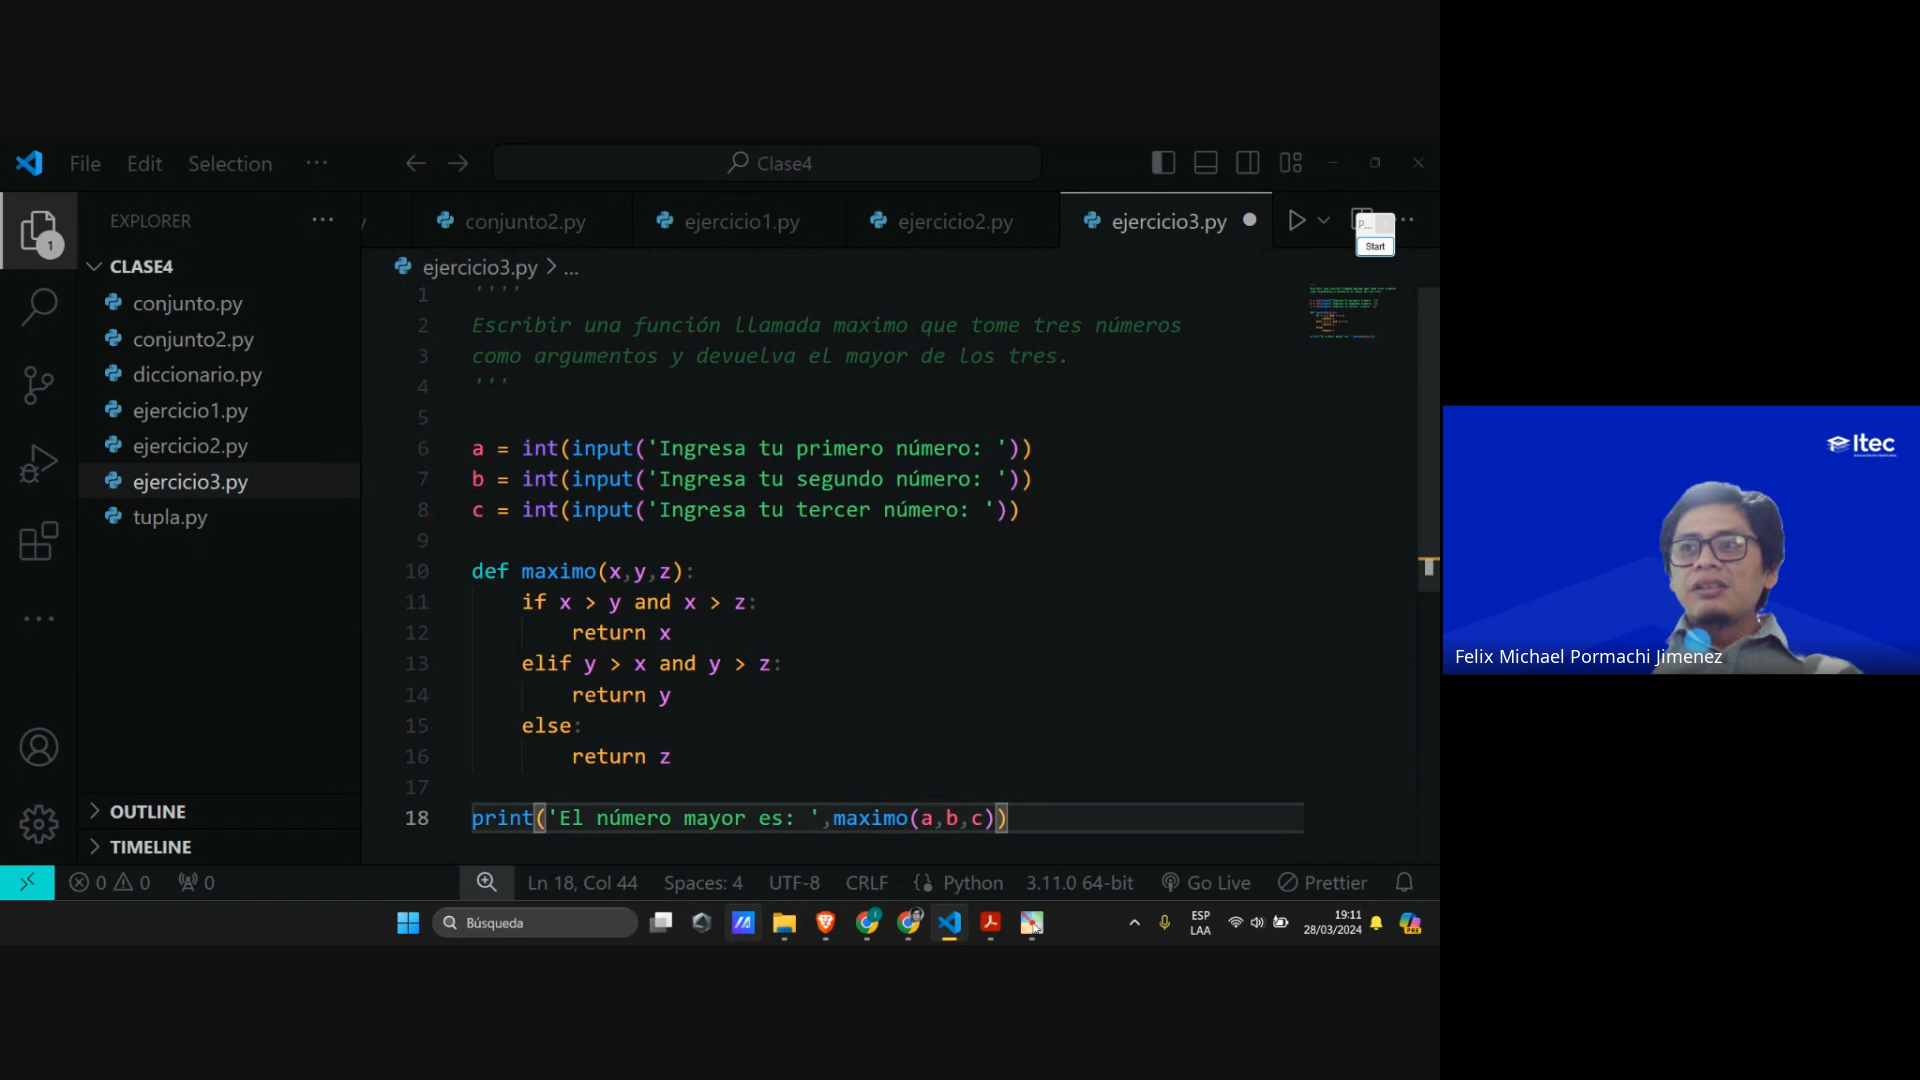 File Edit Selection ...
Clase4
EXPLORER ...
conjunto2.py ejercicio1.py ejercicio2.py ejercicio3.py
P...
Start
1
CLASE4
ejercicio3.py > ...
conjunto.py
conjunto2.py
diccionario.py
ejercicio1.py
ejercicio2.py
ejercicio3.py
tupla.py
OUTLINE
TIMELINE
1 ''''
2 Escribir una función llamada maximo que tome tres números
3 como argumentos y devuelva el mayor de los tres.
4 '''
5
6 a = int(input('Ingresa tu primero número: '))
7 b = int(input('Ingresa tu segundo número: '))
8 c = int(input('Ingresa tu tercer número: '))
9
10 def maximo(x,y,z):
11 if x > y and x > z:
12 return x
13 elif y > x and y > z:
14 return y
15 else:
16 return z
17
18 print('El número mayor es: ',maximo(a,b,c))
0 0 0 Ln 18, Col 44 Spaces: 4 UTF-8 CRLF Python 3.11.0 64-bit Go Live Prettier
Búsqueda
ESP
LAA
19:11
28/03/2024
Itec
Felix Michael Pormachi Jimenez